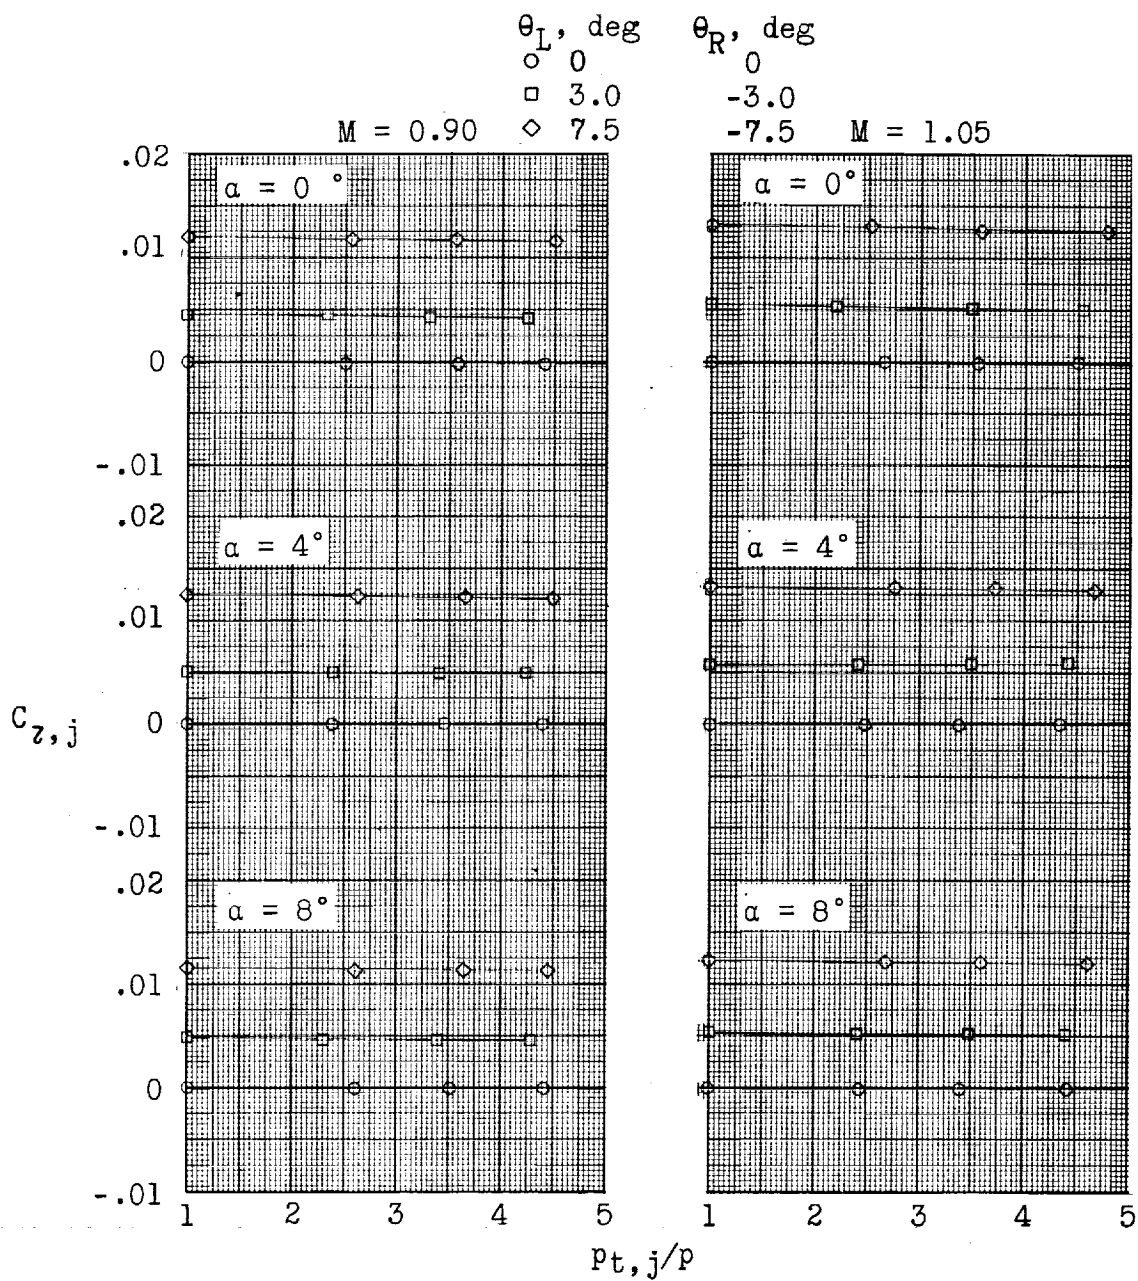 θL, deg θR, deg
○ 0 0
□ 3.0 -3.0
M = 0.90 ◇ 7.5 -7.5 M = 1.05
.02
α = 0 °
α = 0°
.01
0
-.01
.02
α = 4°
α = 4°
.01
Cl,j
0
-.01
.02
α = 8°
α = 8°
.01
0
-.01
1 2 3 4 5 1 2 3 4 5
pt,j/p